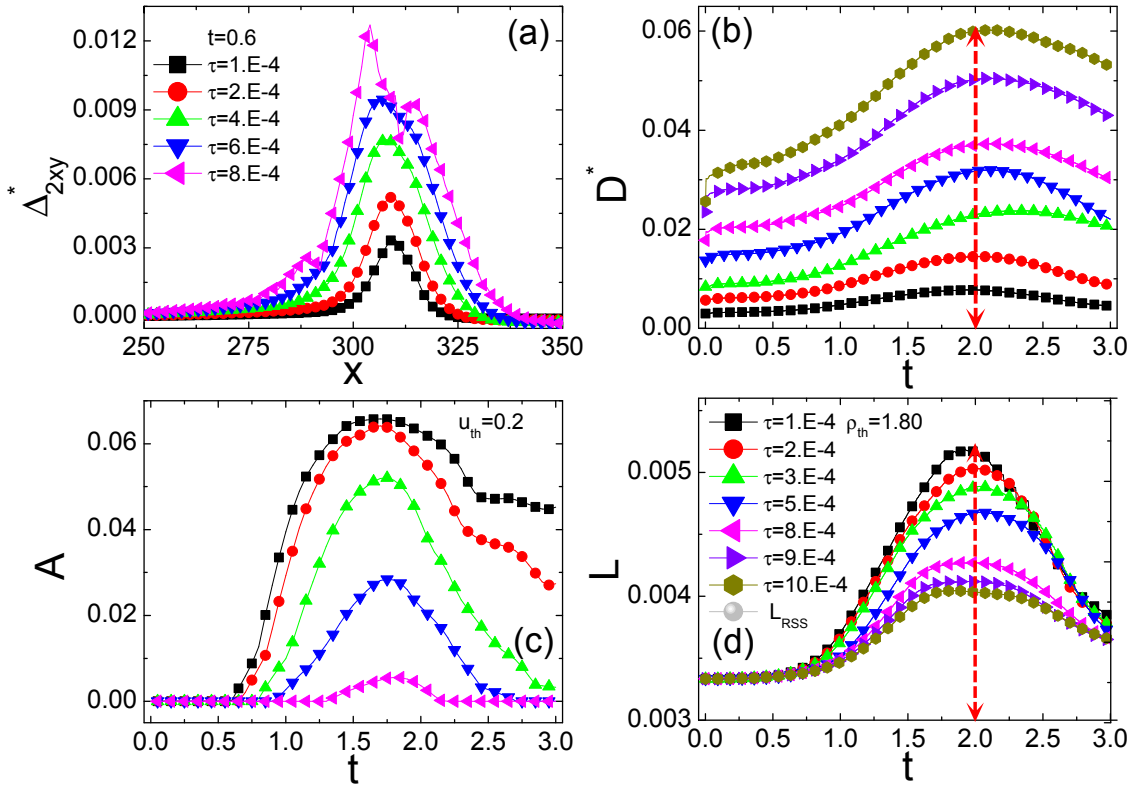 (a)
t=0.6
τ=1.E-4
τ=2.E-4
τ=4.E-4
τ=6.E-4
τ=8.E-4
0.012
0.009
0.006
0.003
0.000
Δ*2xy
250 275 300 325 350
x
(b)
0.06
0.04
0.02
0.00
D*
0.0 0.5 1.0 1.5 2.0 2.5 3.0
t
(c)
u_th=0.2
0.06
0.04
0.02
0.00
A
0.0 0.5 1.0 1.5 2.0 2.5 3.0
t
(d)
τ=1.E-4 ρ_th=1.80
τ=2.E-4
τ=3.E-4
τ=5.E-4
τ=8.E-4
τ=9.E-4
τ=10.E-4
L_RSS
0.005
0.004
0.003
L
0.0 0.5 1.0 1.5 2.0 2.5 3.0
t